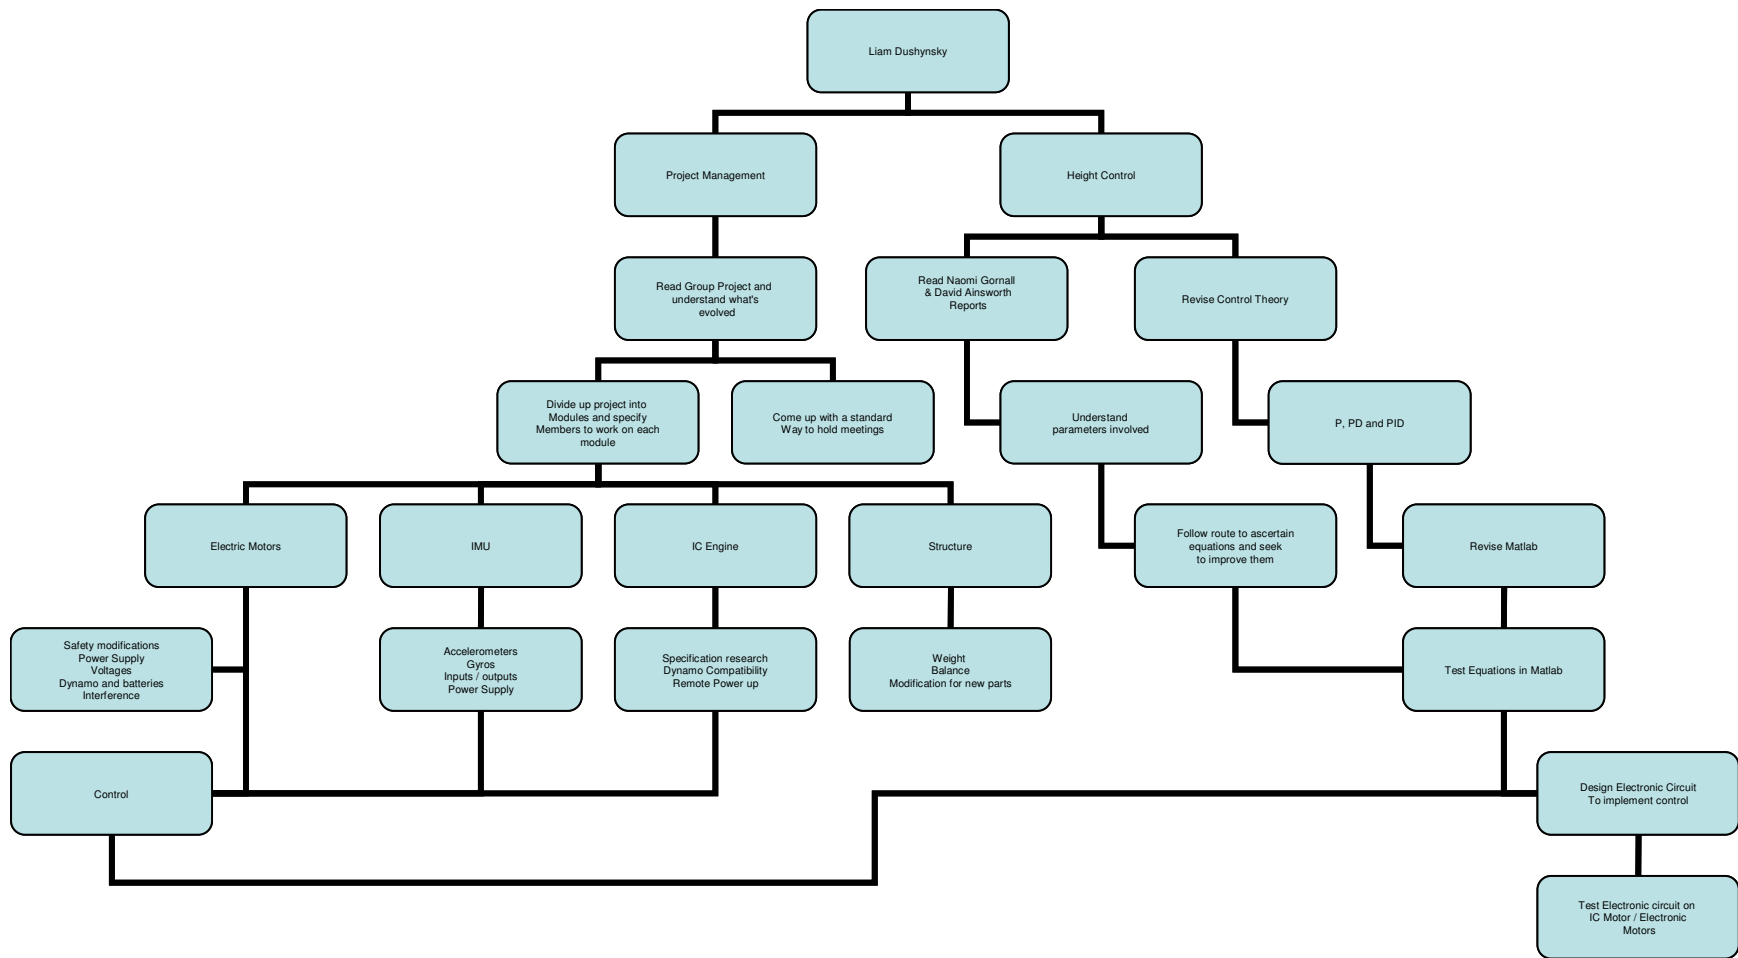 Liam Dushynsky
Project Management
Height Control
Read Group Project and
understand what's
evolved
Read Naomi Gornall
& David Ainsworth
Reports
Revise Control Theory
Divide up project into
Modules and specify
Members to work on each
module
Come up with a standard
Way to hold meetings
Understand
parameters involved
P, PD and PID
Electric Motors
IMU
IC Engine
Structure
Follow route to ascertain
equations and seek
to improve them
Revise Matlab
Safety modifications
Power Supply
Voltages
Dynamo and batteries
Interference
Accelerometers
Gyros
Inputs / outputs
Power Supply
Specification research
Dynamo Compatibility
Remote Power up
Weight
Balance
Modification for new parts
Test Equations in Matlab
Control
Design Electronic Circuit
To implement control
Test Electronic circuit on
IC Motor / Electronic
Motors